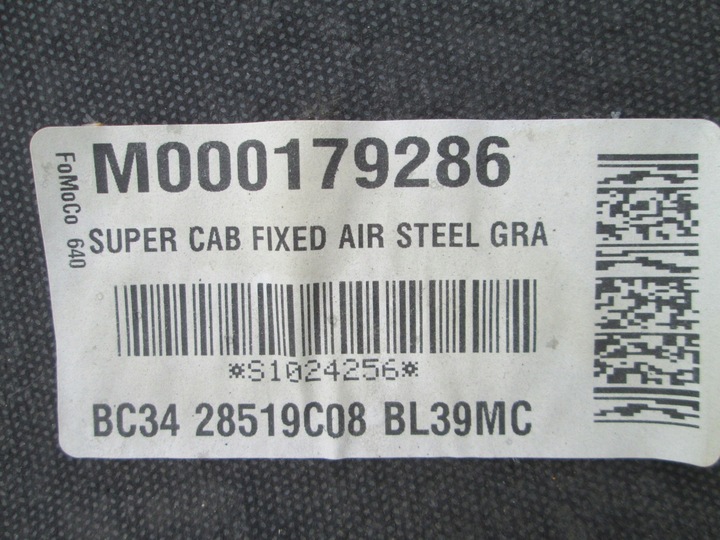 FoMoCo 640
M000179286
SUPER CAB FIXED AIR STEEL GRA
*S1024256*
BC34 28519C08 BL39MC